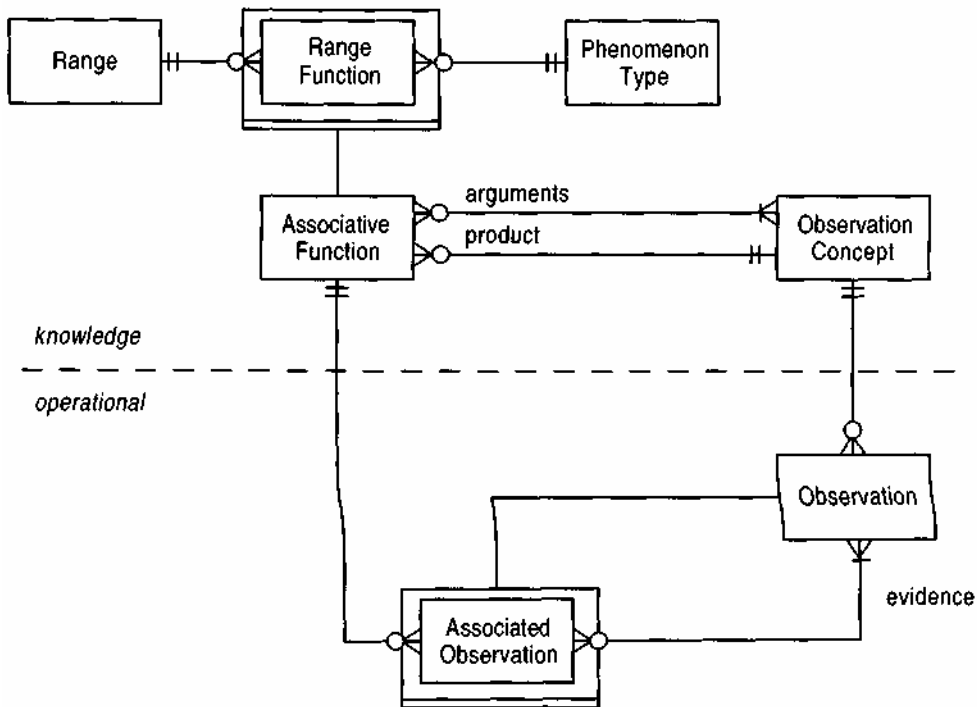 Range
Range
Function
Phenomenon
Type
arguments
Associative
Function
product
Observation
Concept
knowledge
operational
Observation
evidence
Associated
Observation